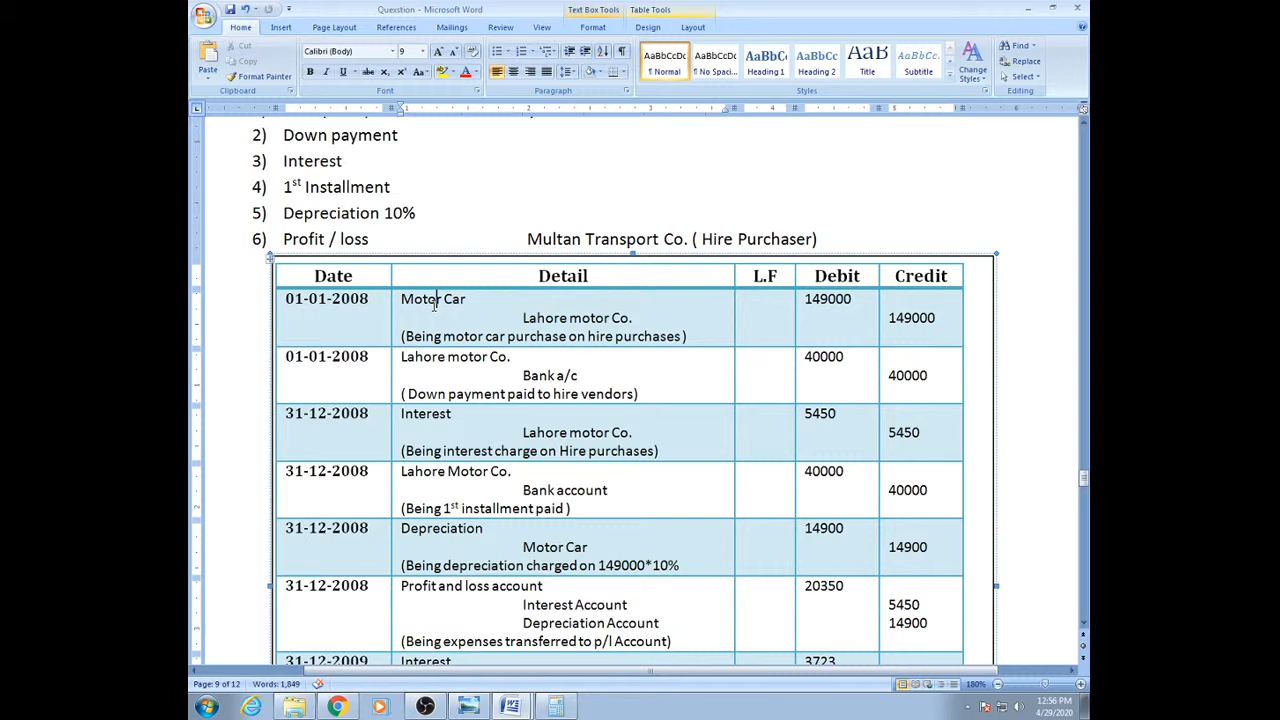 Quexstion - Microsoft Word
Text Box Tools
Table Tools
Home
Insert
Page Layout
References
Mailings
Review
View
Format
Design
Layout
Paste
Cut
Copy
Format Painter
Clipboard
Calibri (Body)
9
Font
Paragraph
AaBbCcDc
¶ Normal
AaBbCcDc
¶ No Spaci...
AaBbC
Heading 1
AaBbCc
Heading 2
AaB
Title
AaBbCc
Subtitle
Change
Styles
Styles
Find
Replace
Select
Editing
2) Down payment
3) Interest
4) 1st Installment
5) Depreciation 10%
6) Profit / loss Multan Transport Co. ( Hire Purchaser)
Date Detail L.F Debit Credit
01-01-2008 Motor Car 149000
Lahore motor Co. 149000
(Being motor car purchase on hire purchases )
01-01-2008 Lahore motor Co. 40000
Bank a/c 40000
( Down payment paid to hire vendors)
31-12-2008 Interest 5450
Lahore motor Co. 5450
(Being interest charge on Hire purchases)
31-12-2008 Lahore Motor Co. 40000
Bank account 40000
(Being 1st installment paid )
31-12-2008 Depreciation 14900
Motor Car 14900
(Being depreciation charged on 149000*10%
31-12-2008 Profit and loss account 20350
Interest Account 5450
Depreciation Account 14900
(Being expenses transferred to p/l Account)
31-12-2009 Interest 3723
Page: 9 of 12
Words: 1,849
180%
12:56 PM
4/29/2020